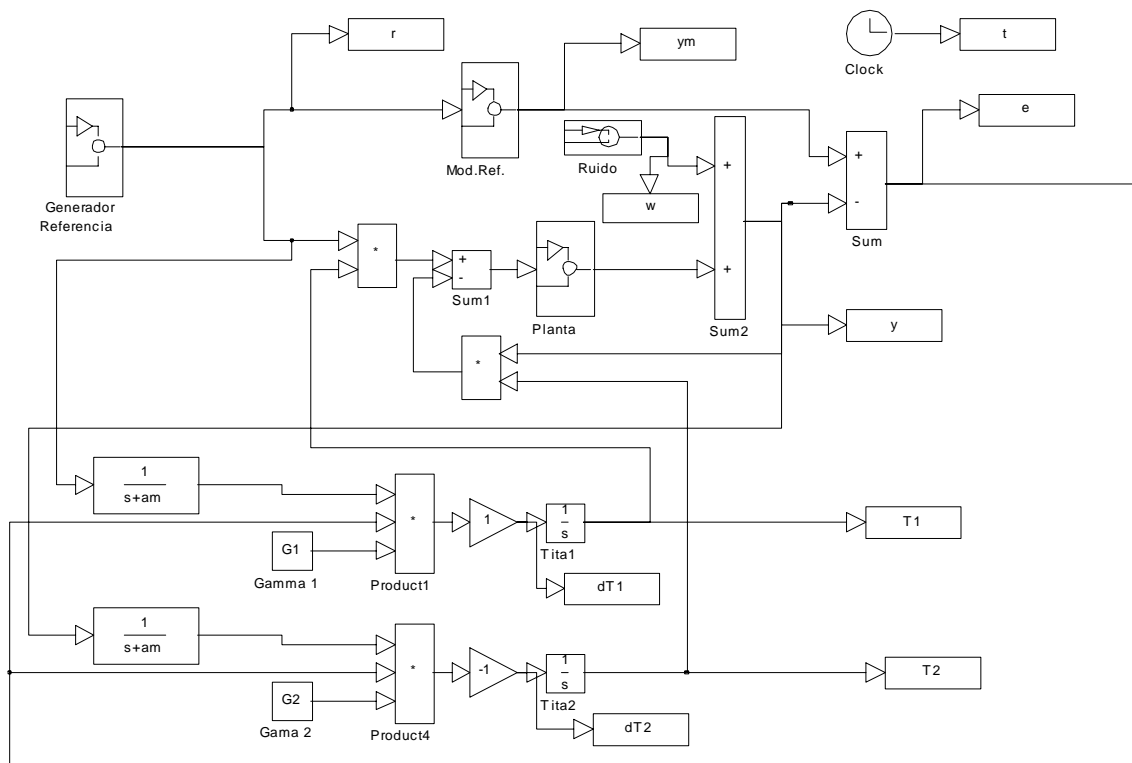 r
ym
t
Clock
e
Generador
Referencia
Mod.Ref.
Ruido
w
+
+
Sum2
+
-
Sum
*
+
-
Sum1
Planta
y
*
1
s+am
G1
Gamma 1
*
Product1
1
1
s
Tita1
dT1
T1
1
s+am
G2
Gama 2
*
Product4
-1
1
s
Tita2
dT2
T2